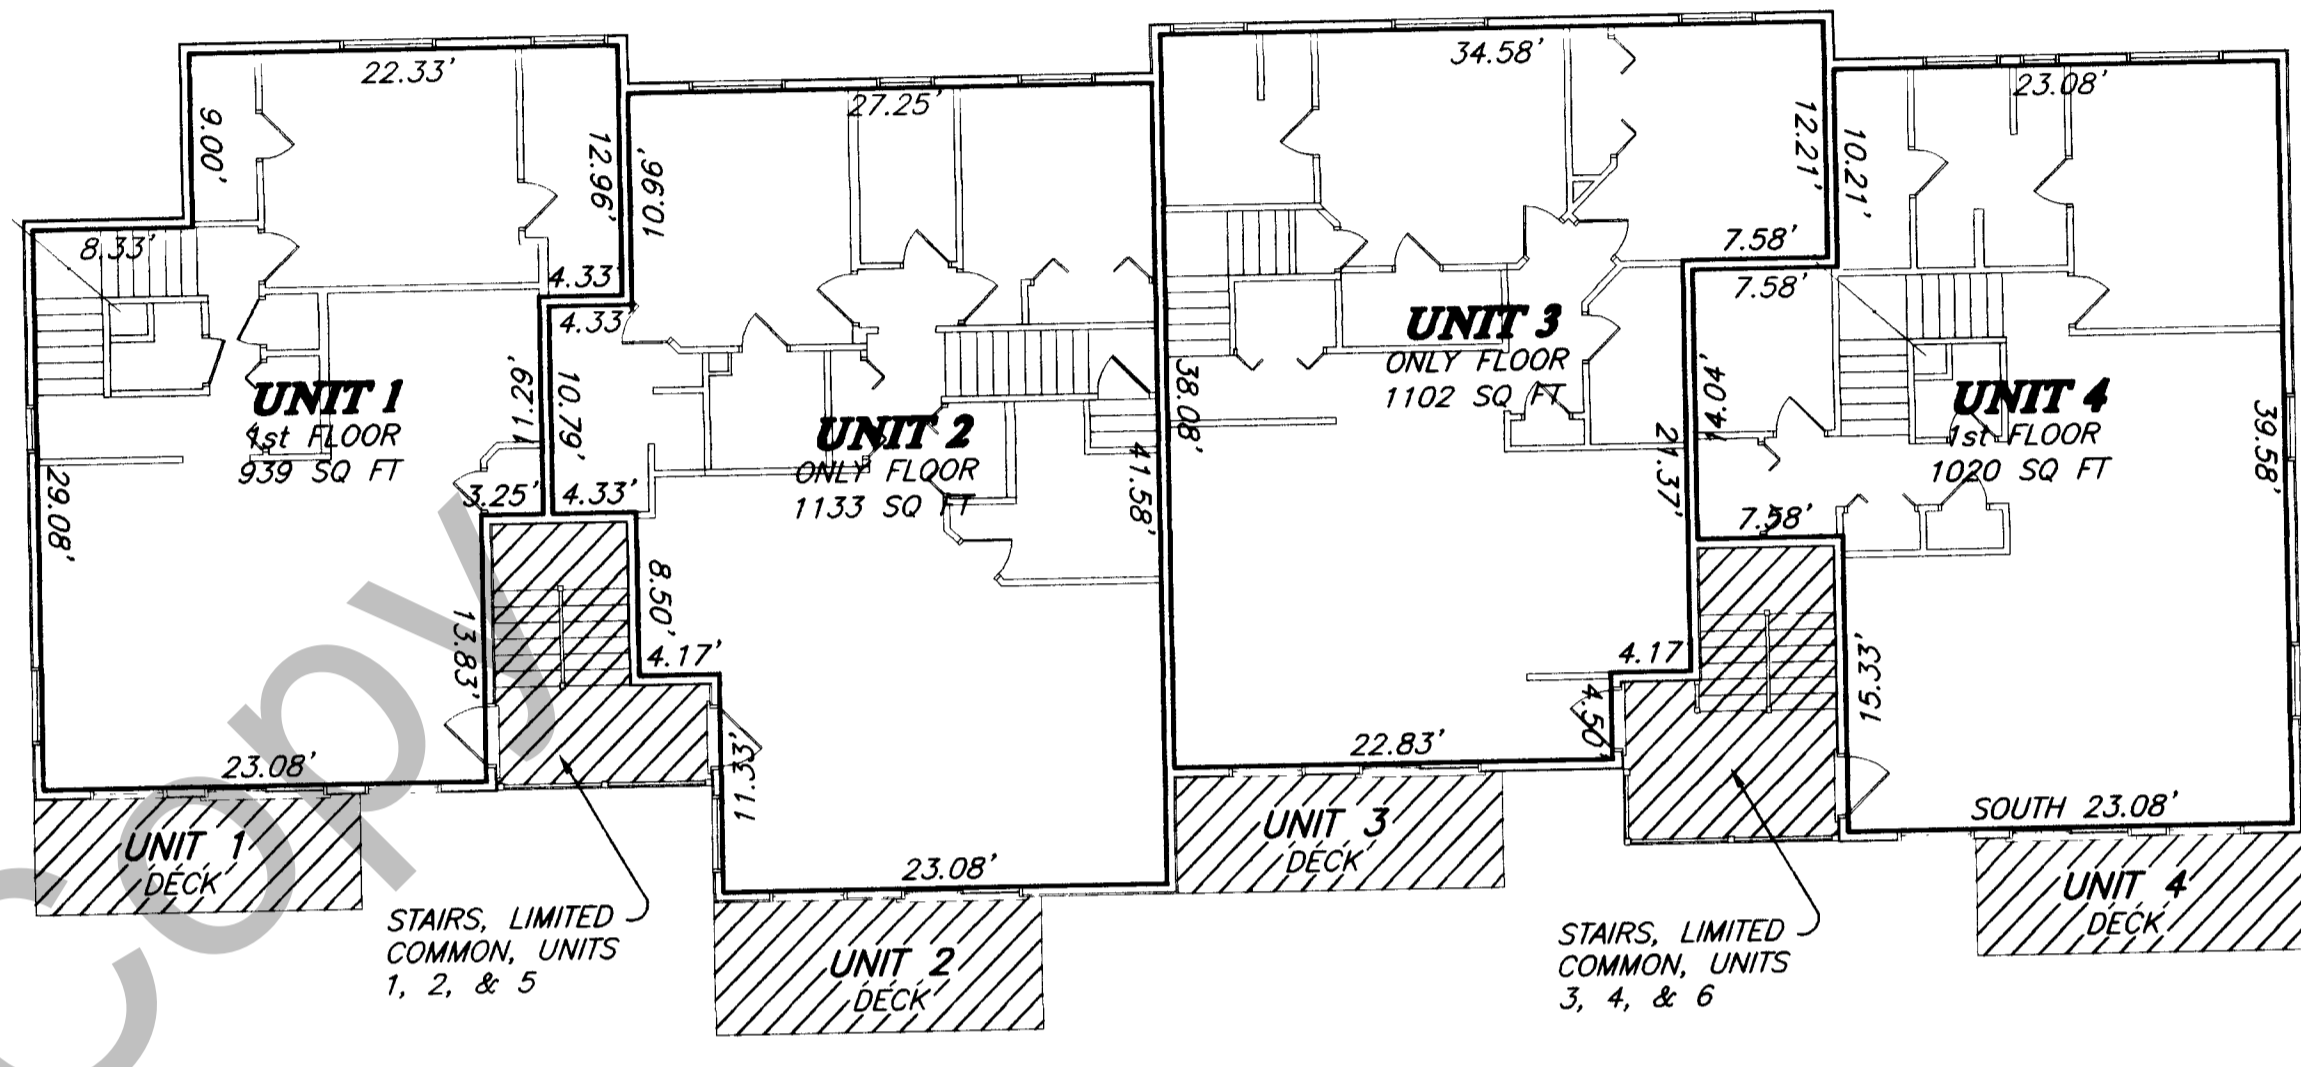 22.33'
9.00'
12.96'
8.33'
4.33'
UNIT 1
1st FLOOR
939 SQ FT
11.29'
3.25'
29.08'
13.83'
23.08'
UNIT 1
DECK
27.25'
10.96'
4.33'
10.79'
4.33'
UNIT 2
ONLY FLOOR
1133 SQ FT
41.58'
8.50'
4.17'
11.33'
23.08'
UNIT 2
DECK
STAIRS, LIMITED
COMMON, UNITS
1, 2, & 5
34.58'
12.21'
7.58'
UNIT 3
ONLY FLOOR
1102 SQ FT
38.08'
21.37'
4.17'
4.50'
22.83'
UNIT 3
DECK
23.08'
10.21'
7.58'
14.04'
UNIT 4
1st FLOOR
1020 SQ FT
39.58'
7.58'
15.33'
SOUTH 23.08'
UNIT 4
DECK
STAIRS, LIMITED
COMMON, UNITS
3, 4, & 6
Copy